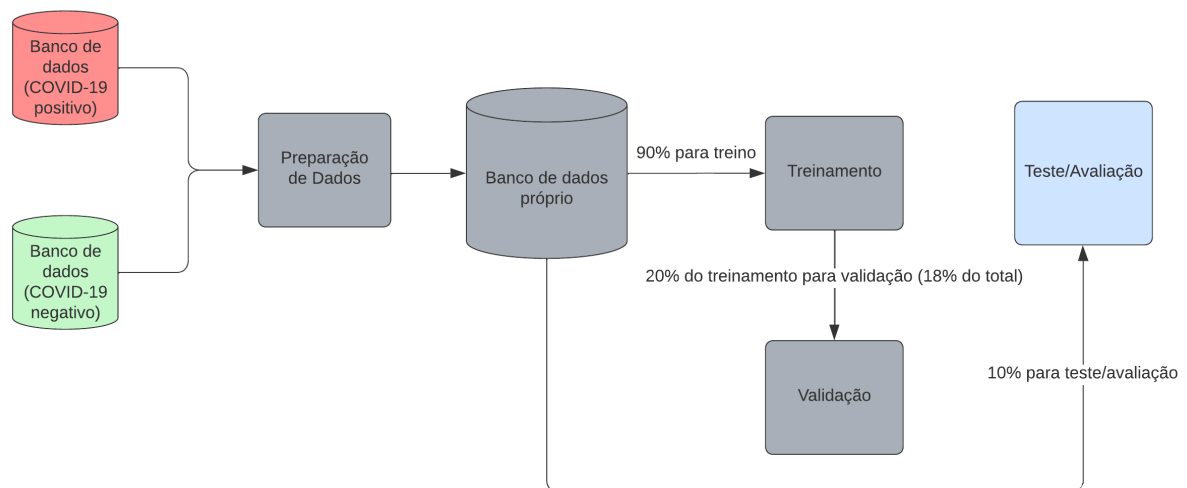 Banco de
dados
(COVID-19
positivo)
Banco de
dados
(COVID-19
negativo)
Preparação
de Dados
Banco de dados
próprio
90% para treino
Treinamento
20% do treinamento para validação (18% do total)
Validação
Teste/Avaliação
10% para teste/avaliação